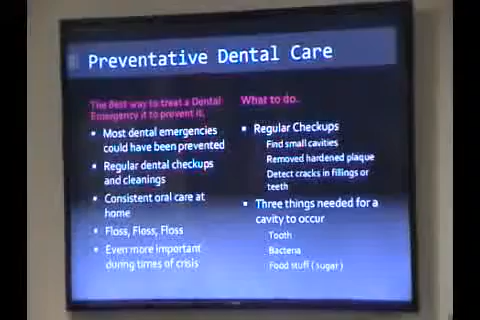 Preventative Dental Care
The Best way to treat a Dental
Emergency it to prevent it.
Most dental emergencies
could have been prevented
Regular dental checkups
and cleanings
Consistent oral care at
home
Floss, Floss, Floss
Even more important
during times of crisis
What to do.
Regular Checkups
Find small cavities
Removed hardened plaque
Detect cracks in fillings or
teeth
Three things needed for a
cavity to occur
Tooth
Bacteria
Food stuff ( sugar )